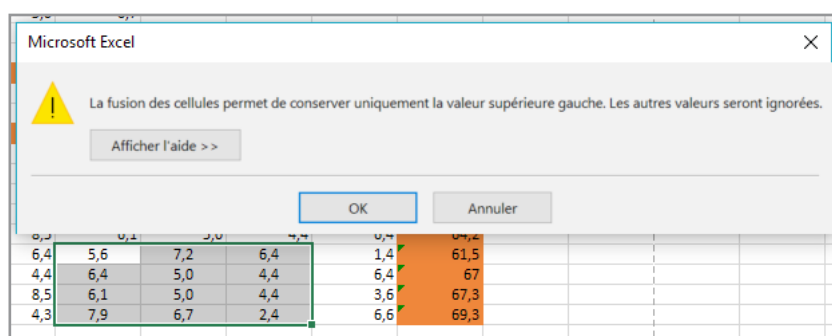 Microsoft Excel
La fusion des cellules permet de conserver uniquement la valeur supérieure gauche. Les autres valeurs seront ignorées.
Afficher l'aide >>
OK Annuler
6,4 5,6 7,2 6,4 1,4 61,5
4,4 6,4 5,0 4,4 6,4 67
8,5 6,1 5,0 4,4 3,6 67,3
4,3 7,9 6,7 2,4 6,6 69,3